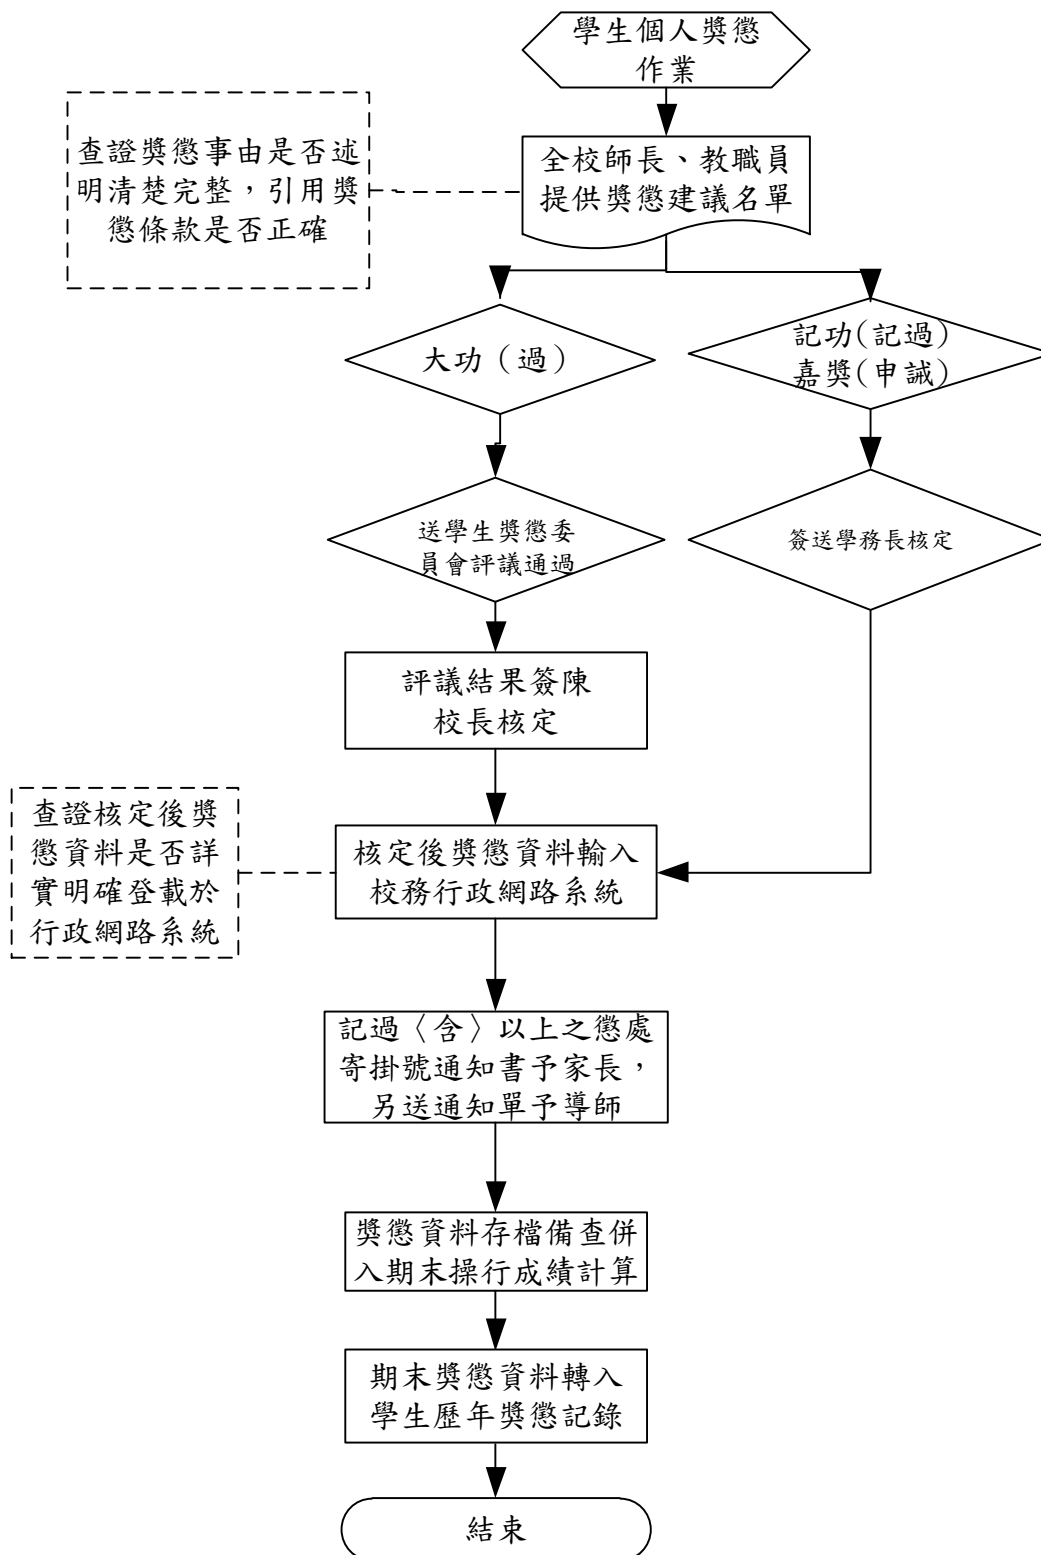 學生個人獎懲
作業
查證獎懲事由是否述
明清楚完整，引用獎
懲條款是否正確
全校師長、教職員
提供獎懲建議名單
大功（過）
記功(記過)
嘉獎(申誡)
送學生獎懲委
員會評議通過
簽送學務長核定
評議結果簽陳
校長核定
查證核定後獎
懲資料是否詳
實明確登載於
行政網路系統
核定後獎懲資料輸入
校務行政網路系統
記過〈含〉以上之懲處
寄掛號通知書予家長，
另送通知單予導師
獎懲資料存檔備查併
入期末操行成績計算
期末獎懲資料轉入
學生歷年獎懲記錄
結束